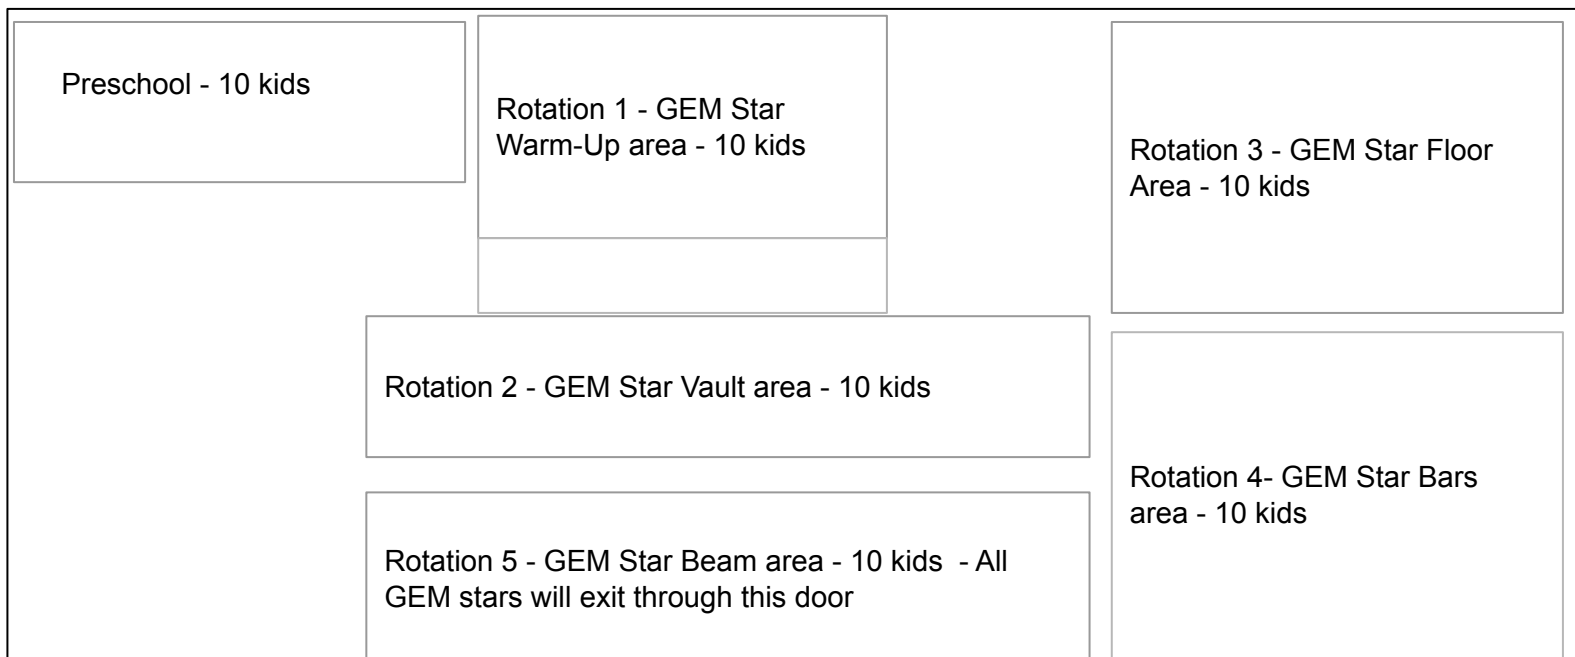 Preschool - 10 kids
Rotation 1 - GEM Star
Warm-Up area - 10 kids
Rotation 3 - GEM Star Floor
Area - 10 kids
Rotation 2 - GEM Star Vault area - 10 kids
Rotation 4- GEM Star Bars
area - 10 kids
Rotation 5 - GEM Star Beam area - 10 kids  - All
GEM stars will exit through this door